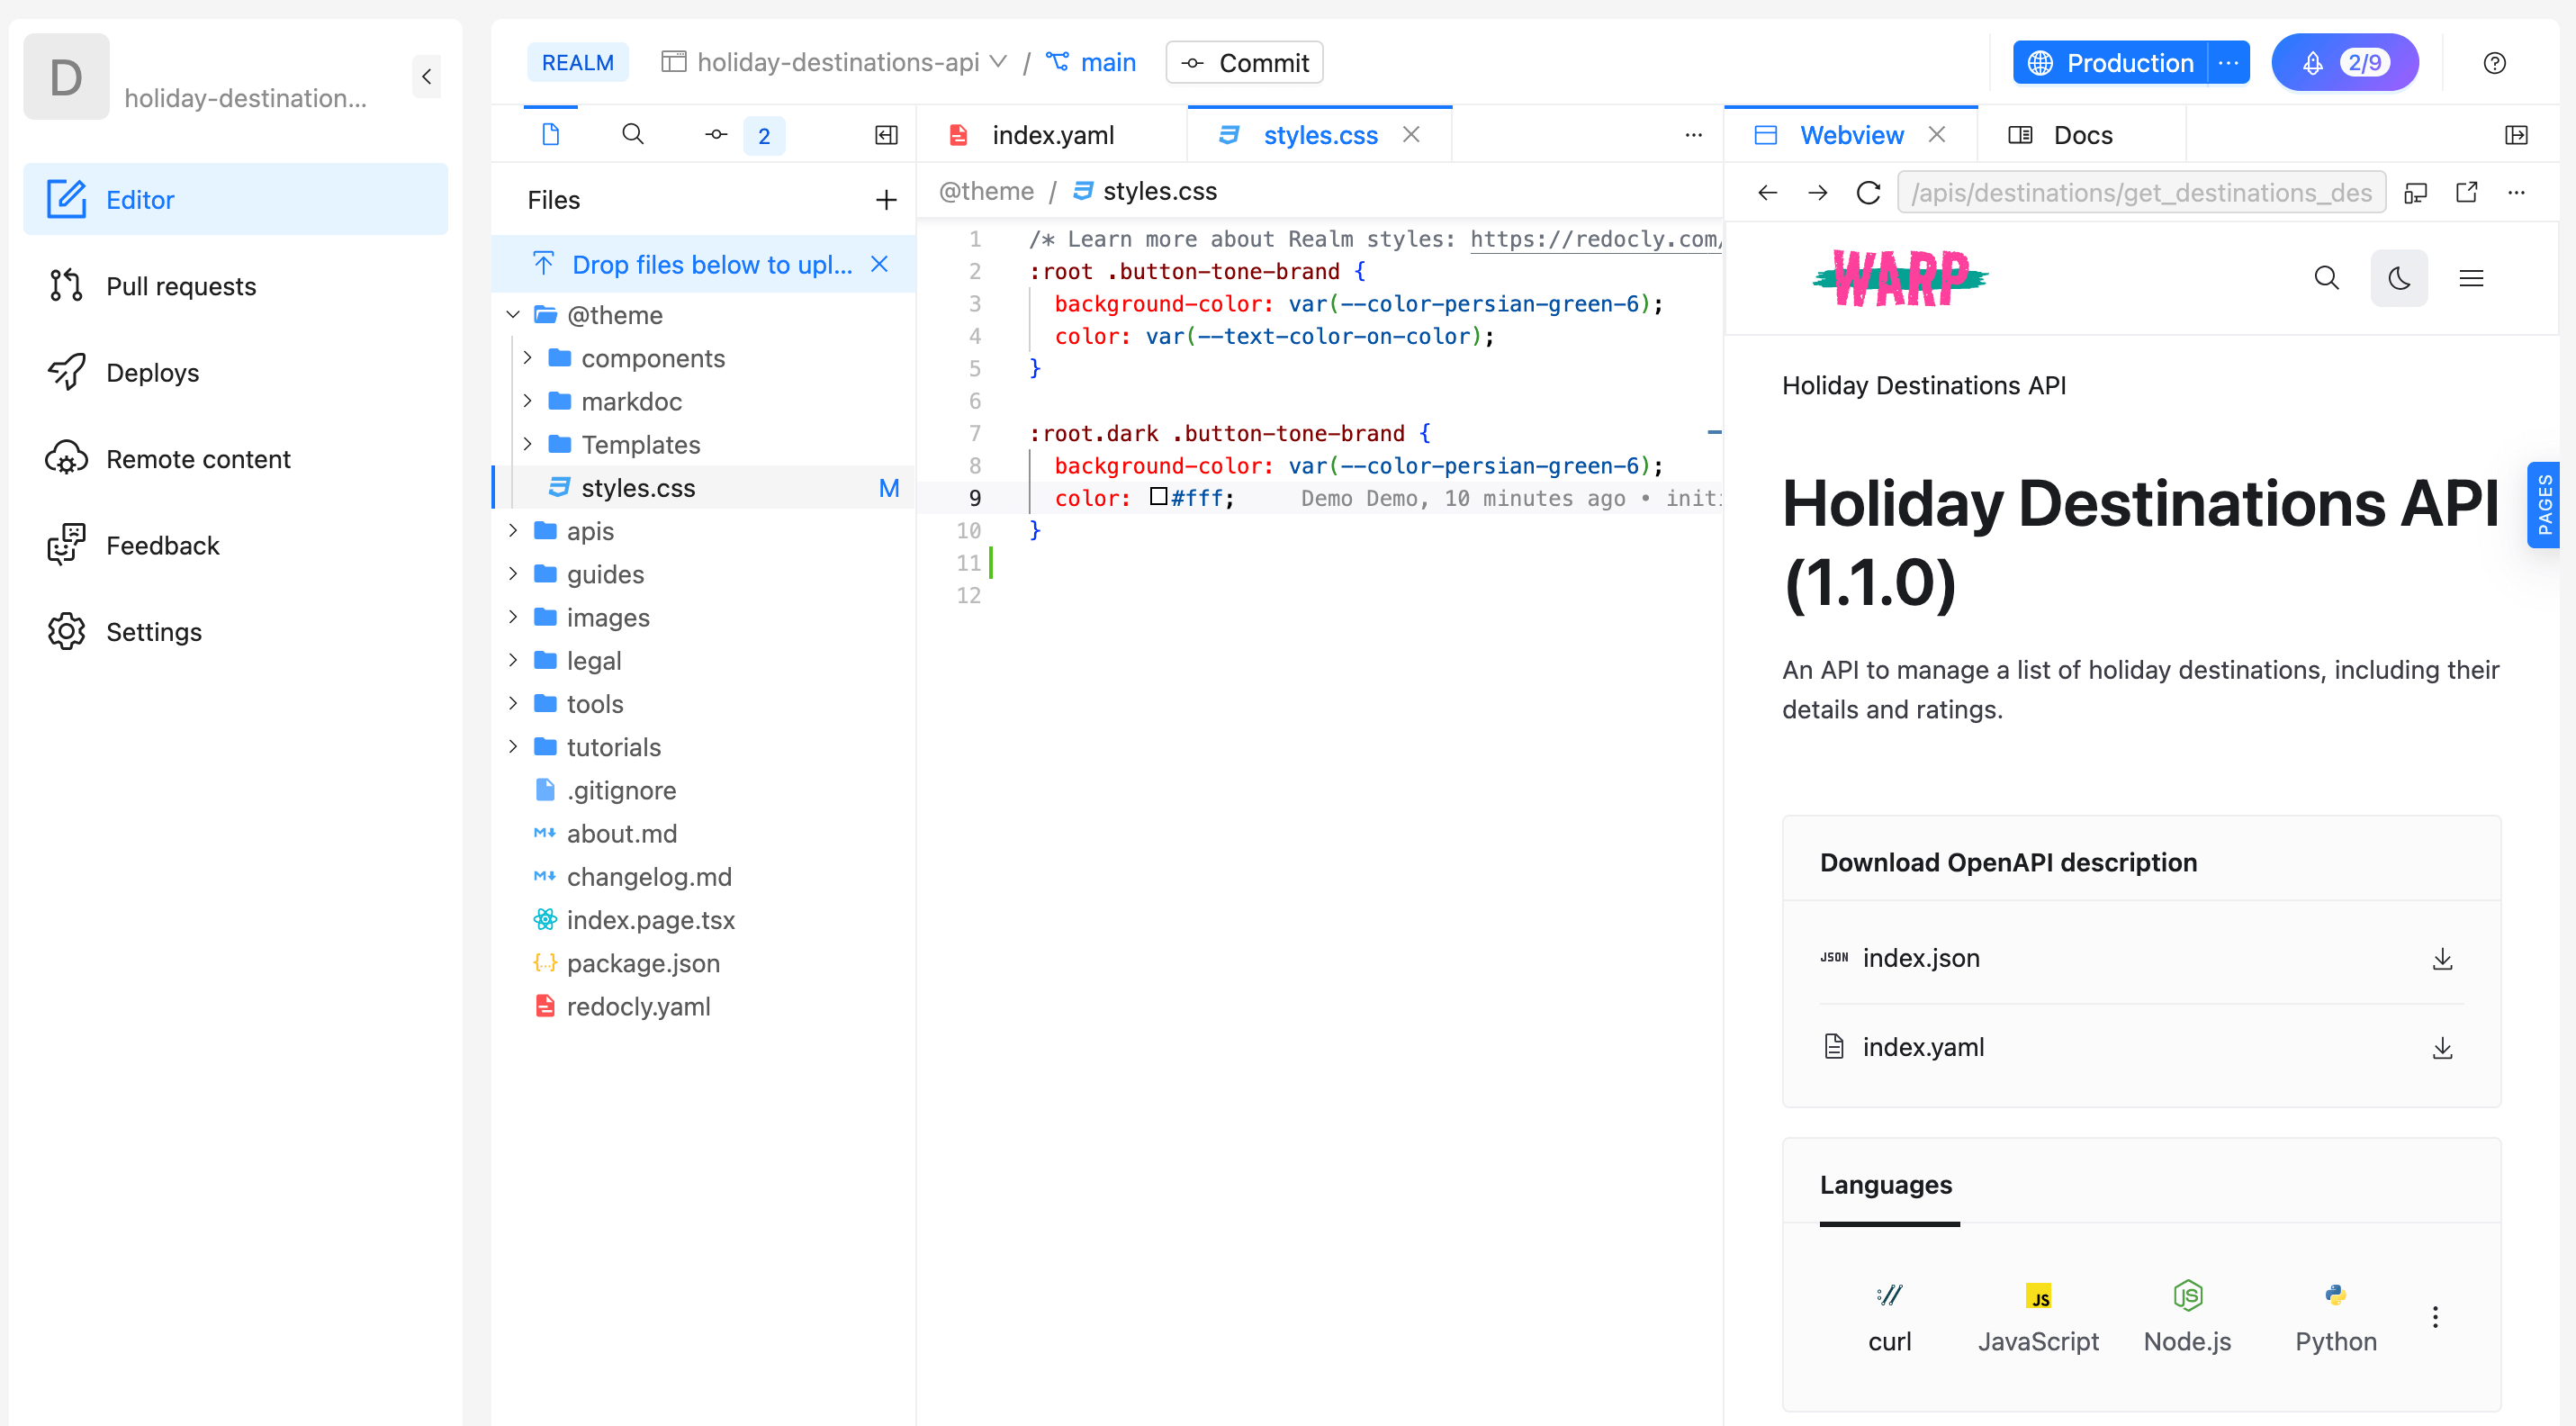 D
holiday-destination...
Editor
Pull requests
Deploys
Remote content
Feedback
Settings
REALM
holiday-destinations-api / main
Commit
Production ...
2/9
2
Files
Drop files below to upl...
@theme
components
markdoc
Templates
styles.css M
apis
guides
images
legal
tools
tutorials
.gitignore
about.md
changelog.md
index.page.tsx
package.json
redocly.yaml
index.yaml
styles.css
@theme / styles.css
1 /* Learn more about Realm styles: https://redocly.com/
2 :root .button-tone-brand {
3 background-color: var(--color-persian-green-6);
4 color: var(--text-color-on-color);
5 }
6
7 :root.dark .button-tone-brand {
8 background-color: var(--color-persian-green-6);
9 color: #fff; Demo Demo, 10 minutes ago • initi
10 }
11
12
Webview
Docs
/apis/destinations/get_destinations_des
WARP
Holiday Destinations API
Holiday Destinations API
(1.1.0)
PAGES
An API to manage a list of holiday destinations, including their
details and ratings.
Download OpenAPI description
JSON index.json
index.yaml
Languages
curl
JS JavaScript
JS Node.js
Python